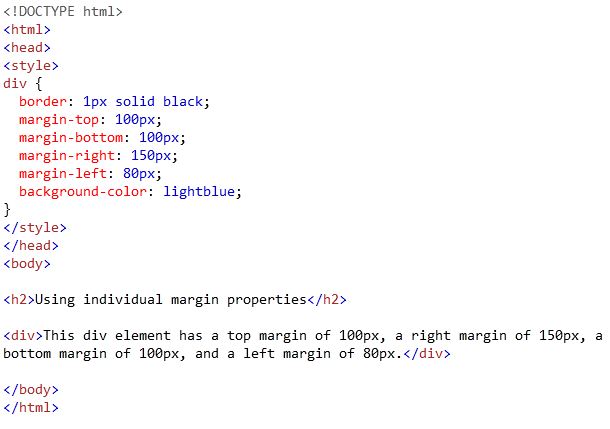 <!DOCTYPE html>
<html>
<head>
<style>
div {
  border: 1px solid black;
  margin-top: 100px;
  margin-bottom: 100px;
  margin-right: 150px;
  margin-left: 80px;
  background-color: lightblue;
}
</style>
</head>
<body>

<h2>Using individual margin properties</h2>

<div>This div element has a top margin of 100px, a right margin of 150px, a
bottom margin of 100px, and a left margin of 80px.</div>

</body>
</html>